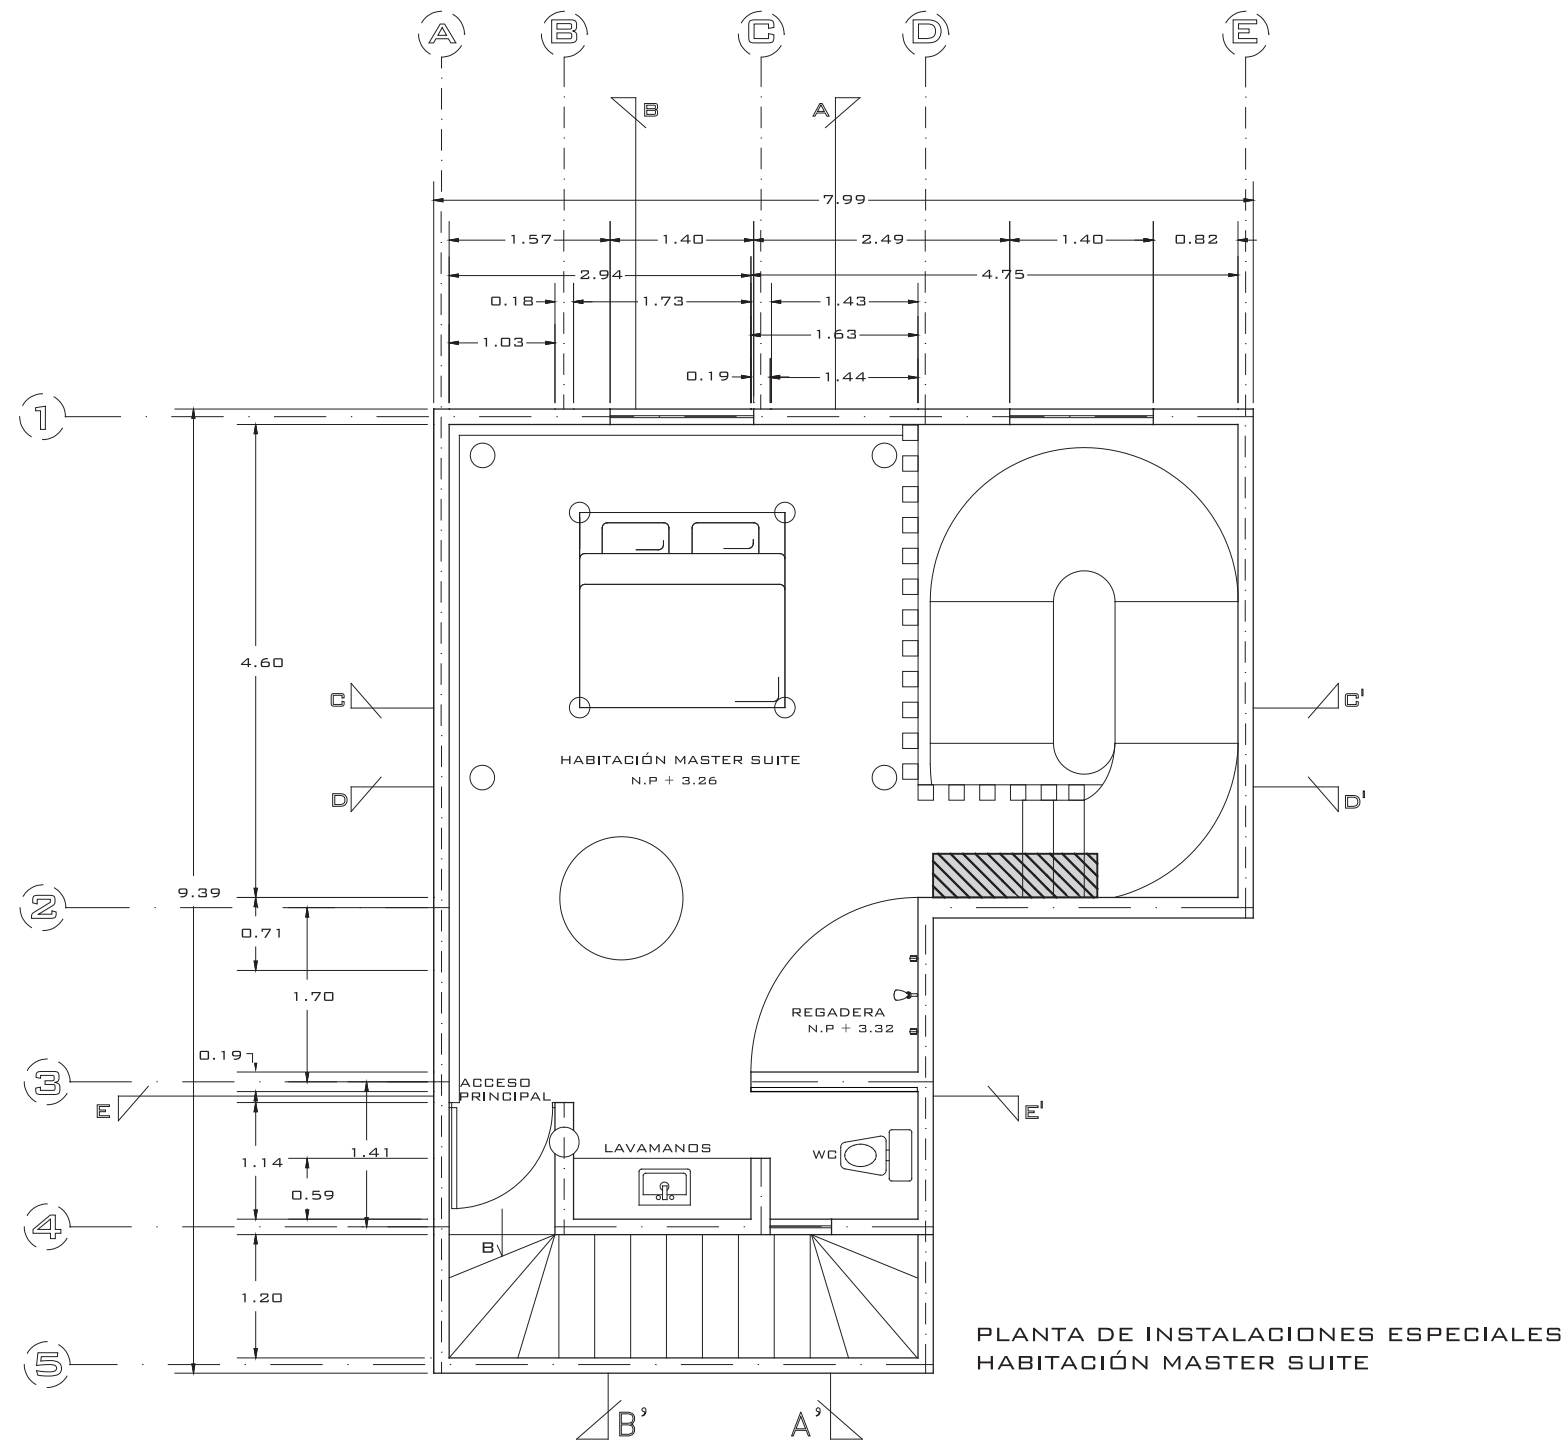 A B C D E
B A
7.99
1.57 1.40 2.49 1.40 0.82
2.94 4.75
0.18 1.73 1.43
1.63
1.03
0.19 1.44
1
4.60
C C'
HABITACIÓN MASTER SUITE
N.P + 3.26
D D'
9.39
2
0.71
1.70
REGADERA
N.P + 3.32
0.19
3
ACCESO
PRINCIPAL
E E'
1.41
LAVAMANOS
WC
1.14
0.59
4
B
1.20
PLANTA DE INSTALACIONES ESPECIALES
HABITACIÓN MASTER SUITE
5
B’ A’